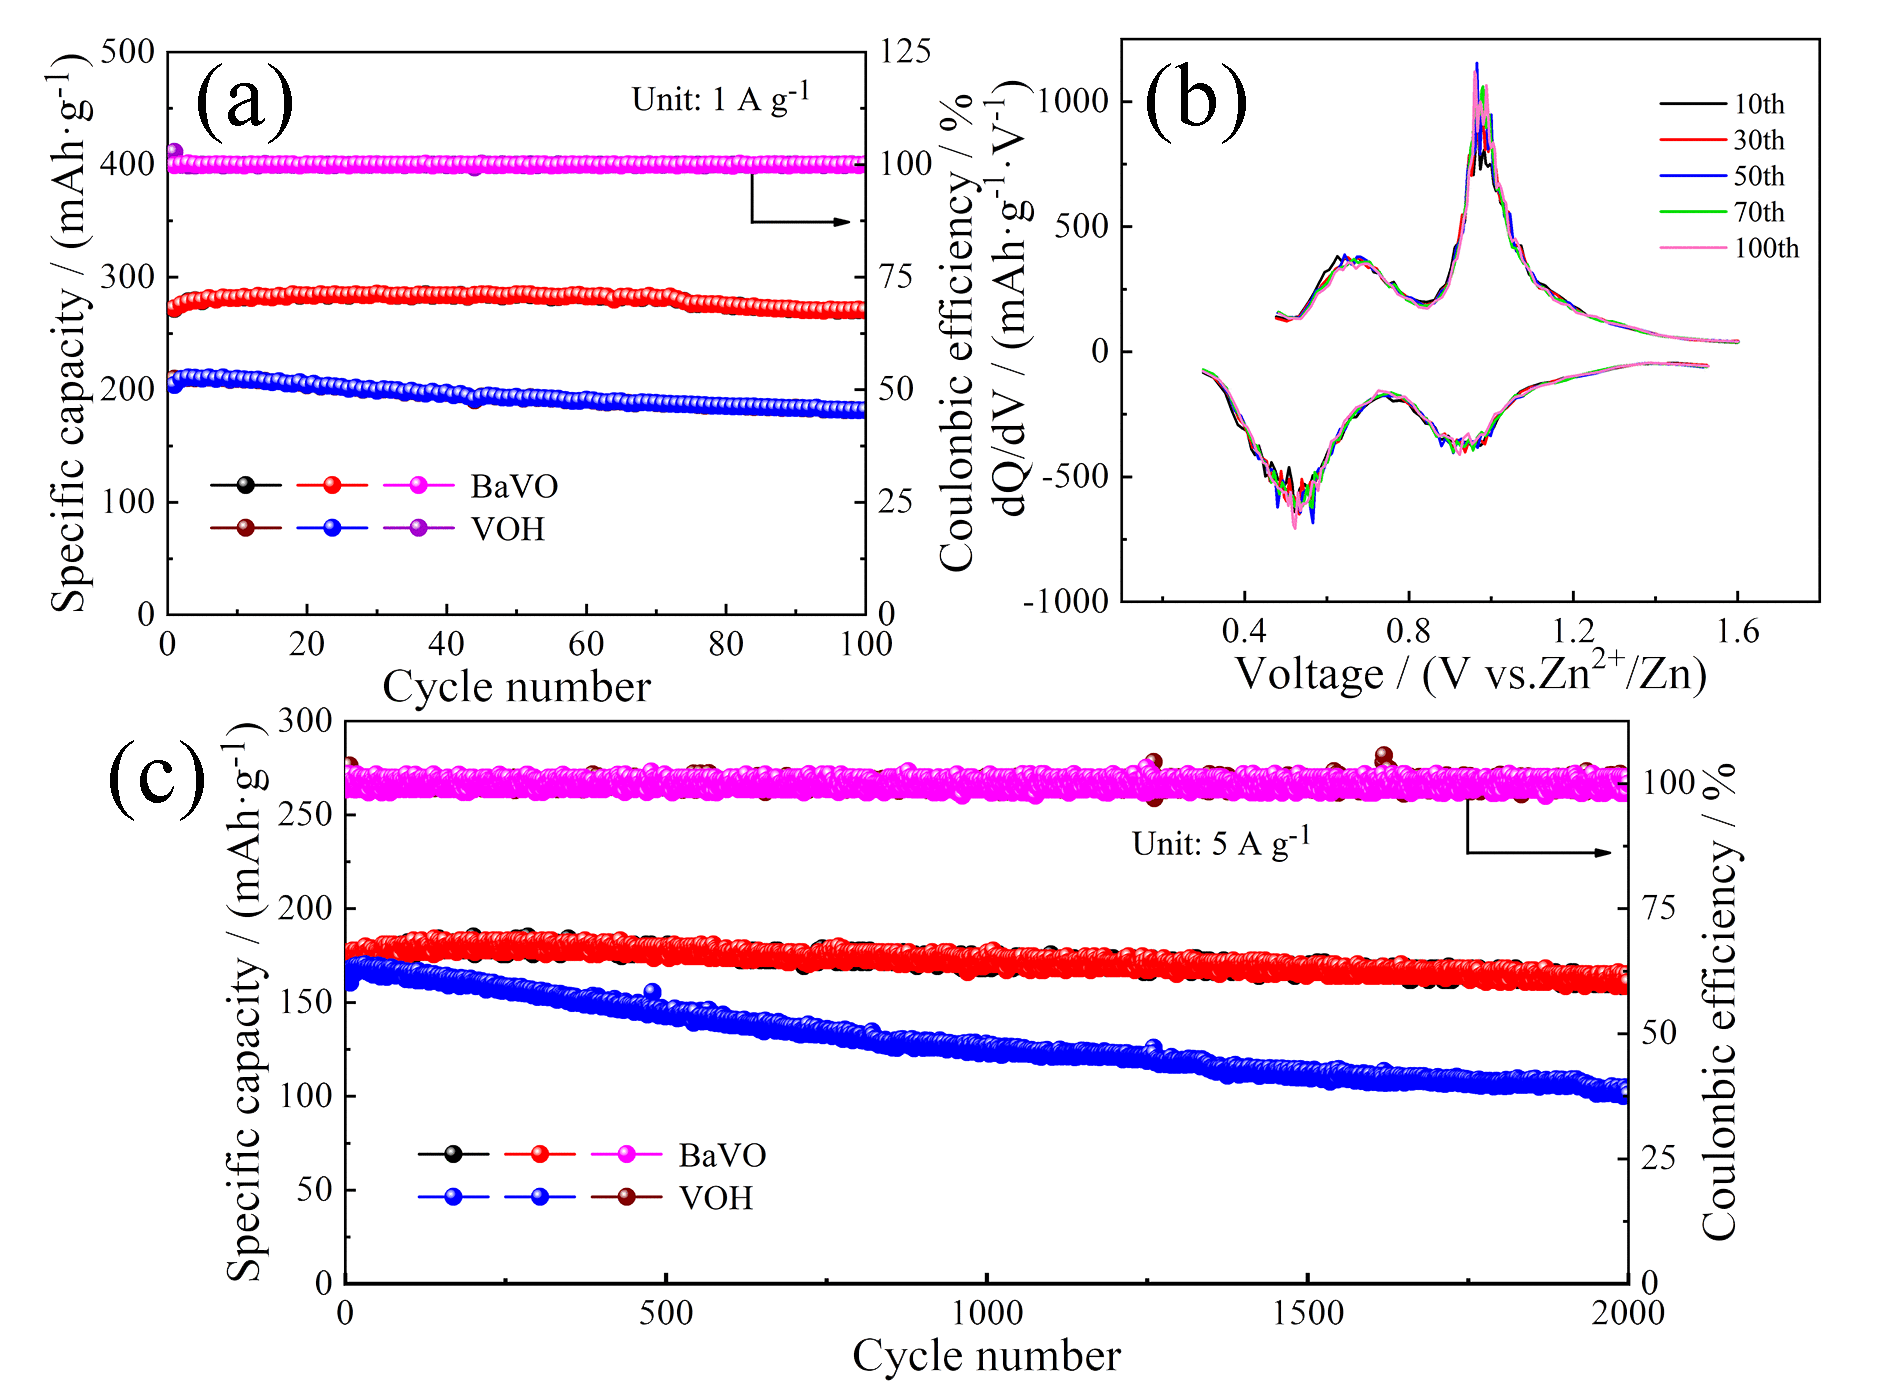 (a)
Unit: 1 A g-1
Specific capacity / (mAh·g-1)
500
400
300
200
100
0
125
100
75
50
25
0
Coulonbic efficiency / %
BaVO
VOH
0 20 40 60 80 100
Cycle number
(b)
dQ/dV / (mAh·g-1·V-1)
1000
500
0
-500
-1000
10th
30th
50th
70th
100th
0.4 0.8 1.2 1.6
Voltage / (V vs.Zn2+/Zn)
(c)
Specific capacity / (mAh·g-1)
300
250
200
150
100
50
0
Unit: 5 A g-1
100
75
50
25
0
Coulonbic efficiency / %
BaVO
VOH
0 500 1000 1500 2000
Cycle number